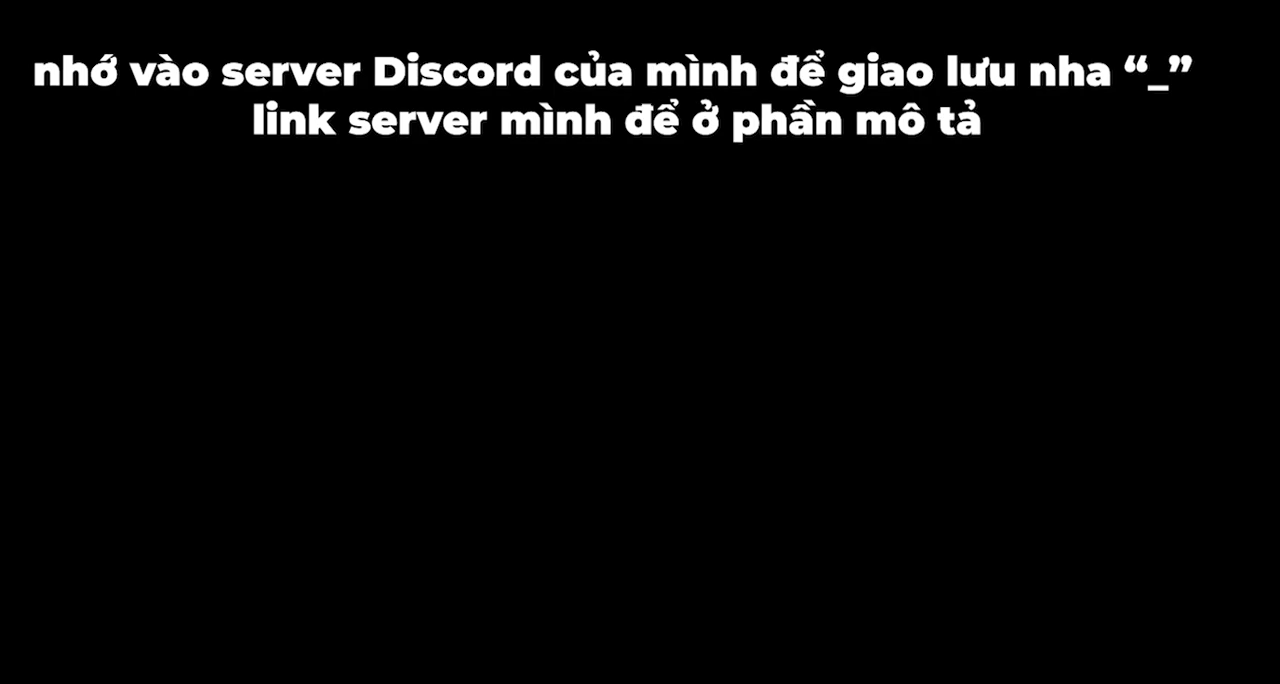 nhớ vào server Discord của mình để giao lưu nha “_”
link server mình để ở phần mô tả